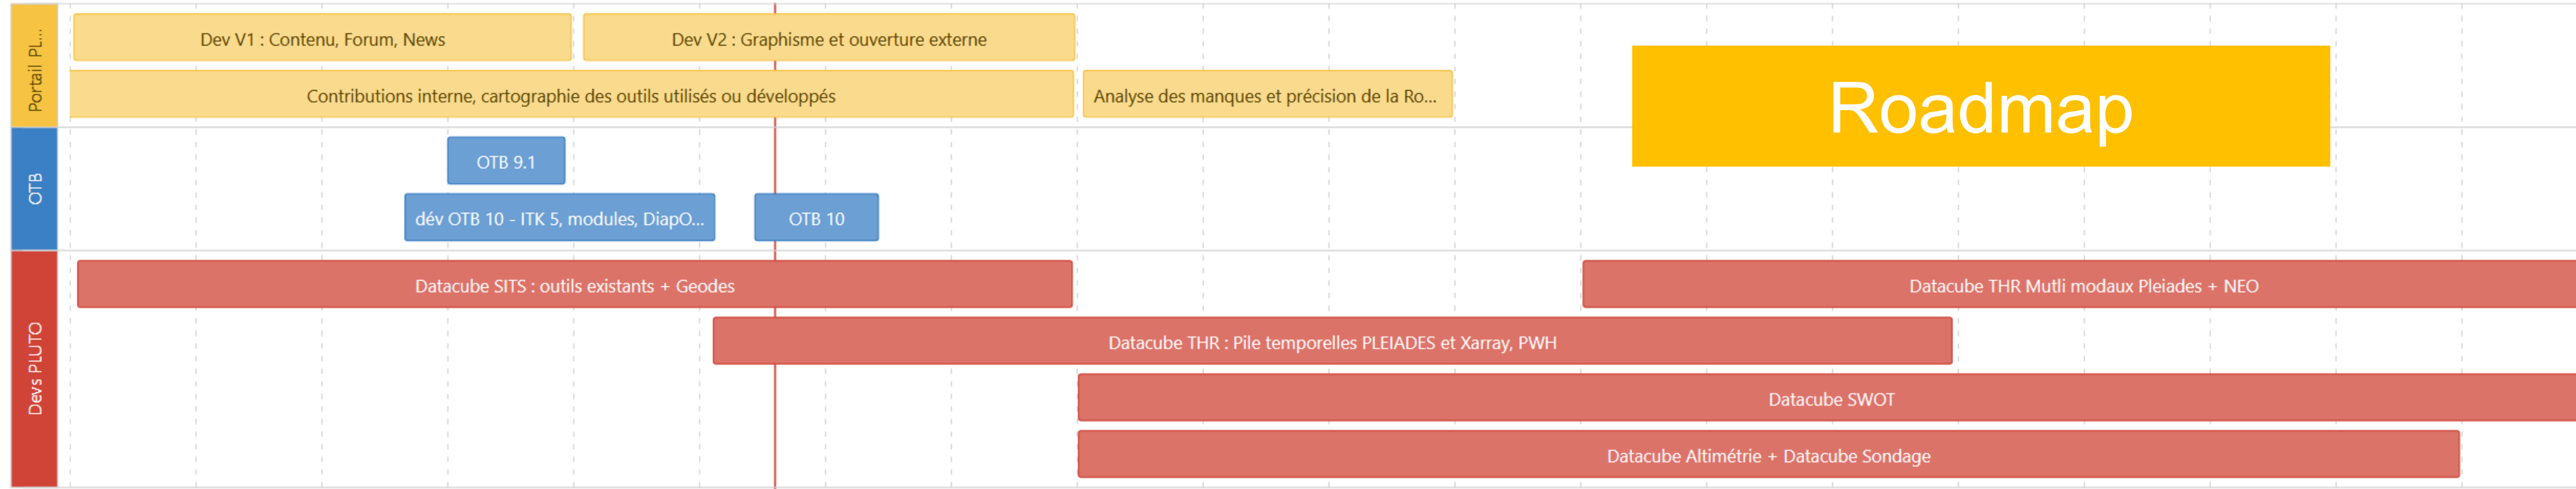 Portail PL...
Dev V1 : Contenu, Forum, News
Dev V2 : Graphisme et ouverture externe
Contributions interne, cartographie des outils utilisés ou développés
Analyse des manques et précision de la Ro...
Roadmap
OTB
OTB 9.1
dév OTB 10 - ITK 5, modules, DiapO...
OTB 10
Devs PLUTO
Datacube SITS : outils existants + Geodes
Datacube THR Mutli modaux Pleiades + NEO
Datacube THR : Pile temporelles PLEIADES et Xarray, PWH
Datacube SWOT
Datacube Altimétrie + Datacube Sondage